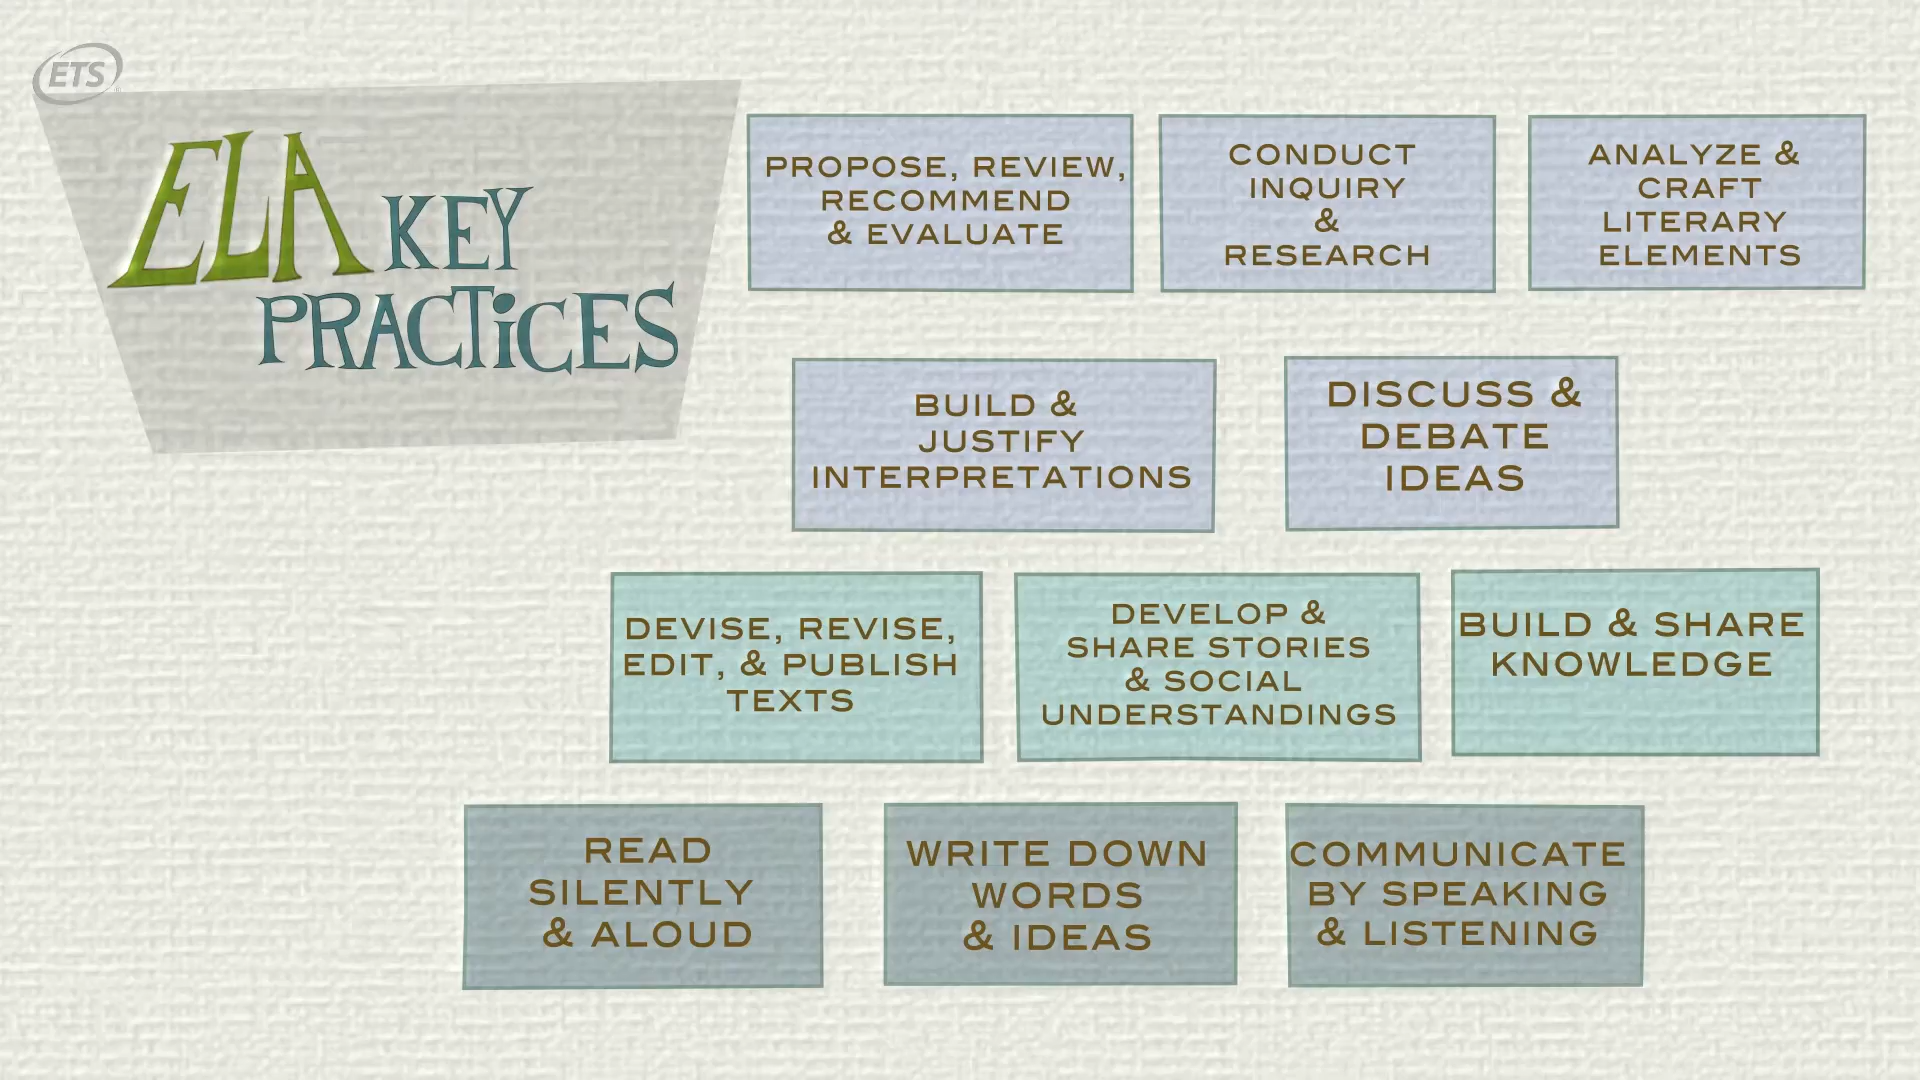 ETS
ELA KEY
PRACTiCES
PROPOSE, REVIEW,
RECOMMEND
& EVALUATE
CONDUCT
INQUIRY
&
RESEARCH
ANALYZE &
CRAFT
LITERARY
ELEMENTS
BUILD &
JUSTIFY
INTERPRETATIONS
DISCUSS &
DEBATE
IDEAS
DEVISE, REVISE,
EDIT, & PUBLISH
TEXTS
DEVELOP &
SHARE STORIES
& SOCIAL
UNDERSTANDINGS
BUILD & SHARE
KNOWLEDGE
READ
SILENTLY
& ALOUD
WRITE DOWN
WORDS
& IDEAS
COMMUNICATE
BY SPEAKING
& LISTENING